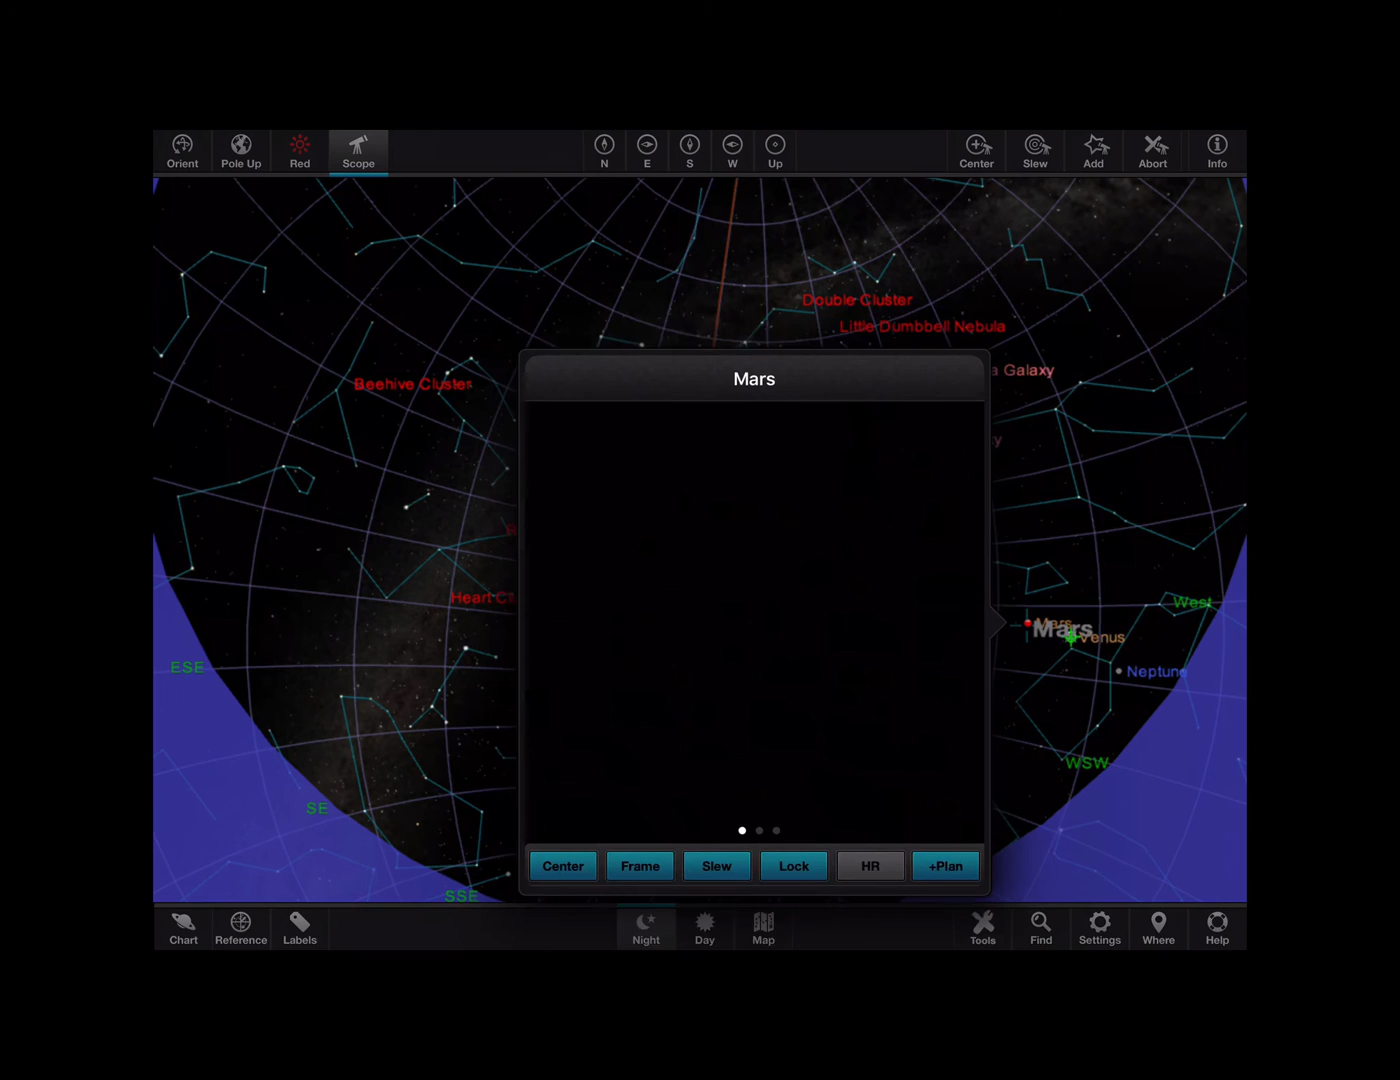 Orient Pole Up Red Scope N E S W Up Center Slew Add Abort Info
Double Cluster
Little Dumbbell Nebula
a Galaxy
Beehive Cluster
Mars
Heart C
West
Mars
Mars
Venus
ESE
Neptune
WSW
SE
Center Frame Slew Lock HR +Plan
SSE
Chart Reference Labels Night Day Map Tools Find Settings Where Help